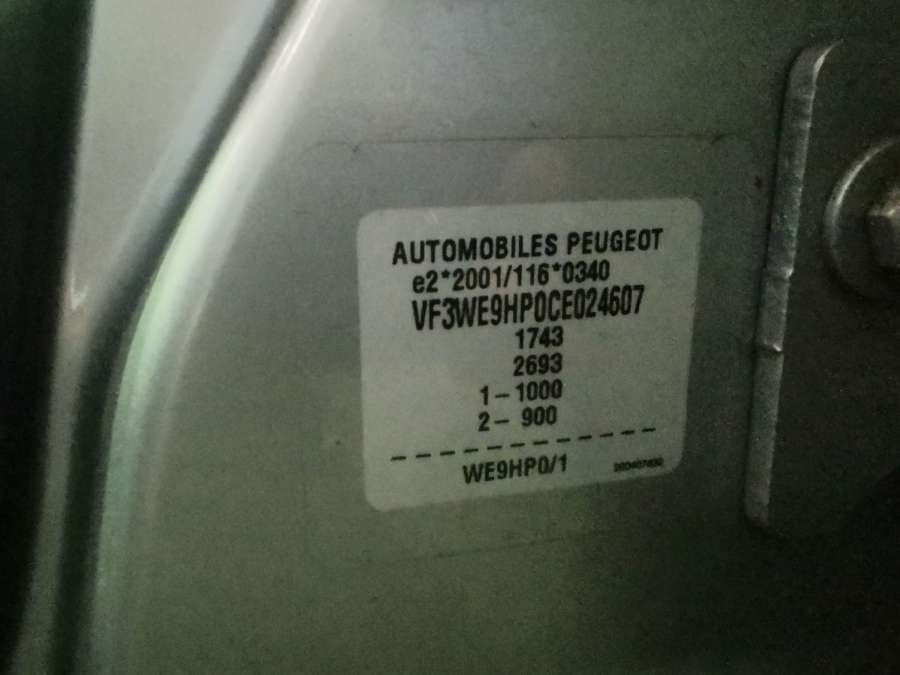 AUTOMOBILES PEUGEOT
e2*2001/116*0340
VF3WE9HP0CE024607
1743
2693
1- 1000
2- 900
WE9HP0/1